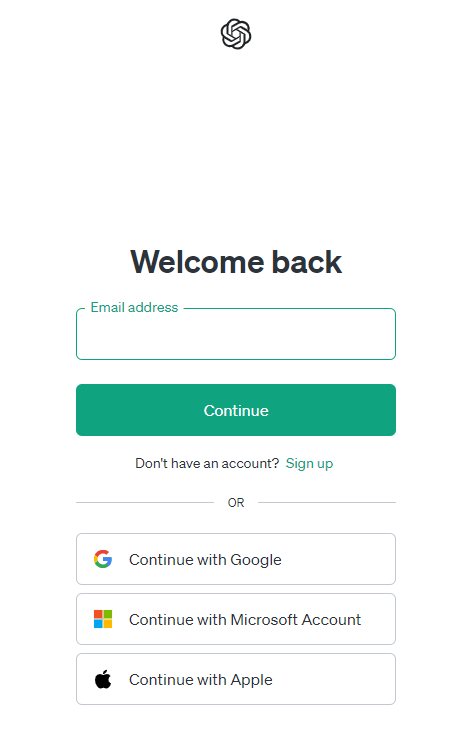 Welcome back
Email address
Continue
Don't have an account? Sign up
OR
Continue with Google
Continue with Microsoft Account
Continue with Apple